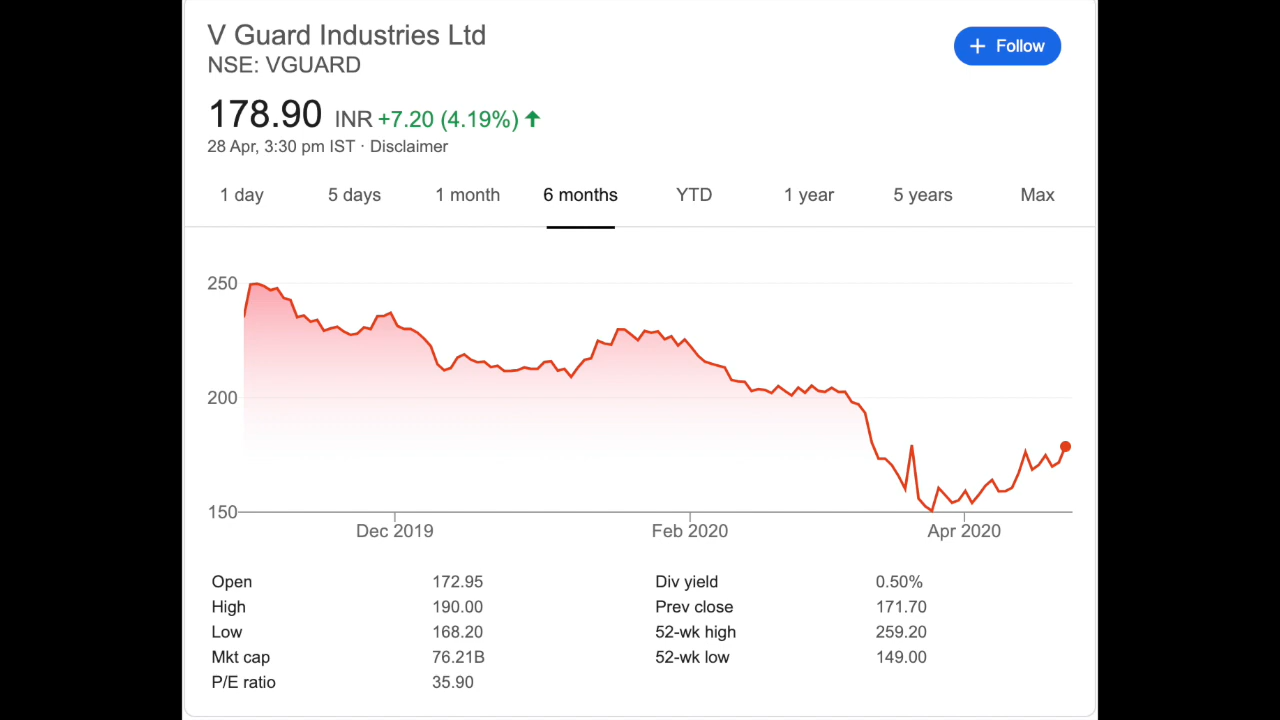 V Guard Industries Ltd
NSE: VGUARD
+ Follow
178.90 INR +7.20 (4.19%)
28 Apr, 3:30 pm IST · Disclaimer
1 day 5 days 1 month 6 months YTD 1 year 5 years Max
250
200
150
Dec 2019 Feb 2020 Apr 2020
Open 172.95 Div yield 0.50%
High 190.00 Prev close 171.70
Low 168.20 52-wk high 259.20
Mkt cap 76.21B 52-wk low 149.00
P/E ratio 35.90